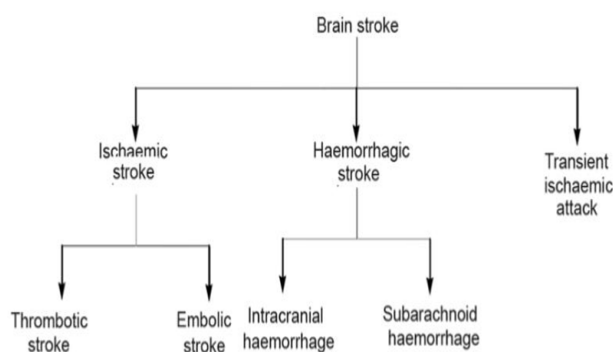 Brain stroke
Ischaemic
stroke
Haemorrhagic
stroke
Transient
ischaemic
attack
Thrombotic
stroke
Embolic
stroke
Intracranial
haemorrhage
Subarachnoid
haemorrhage